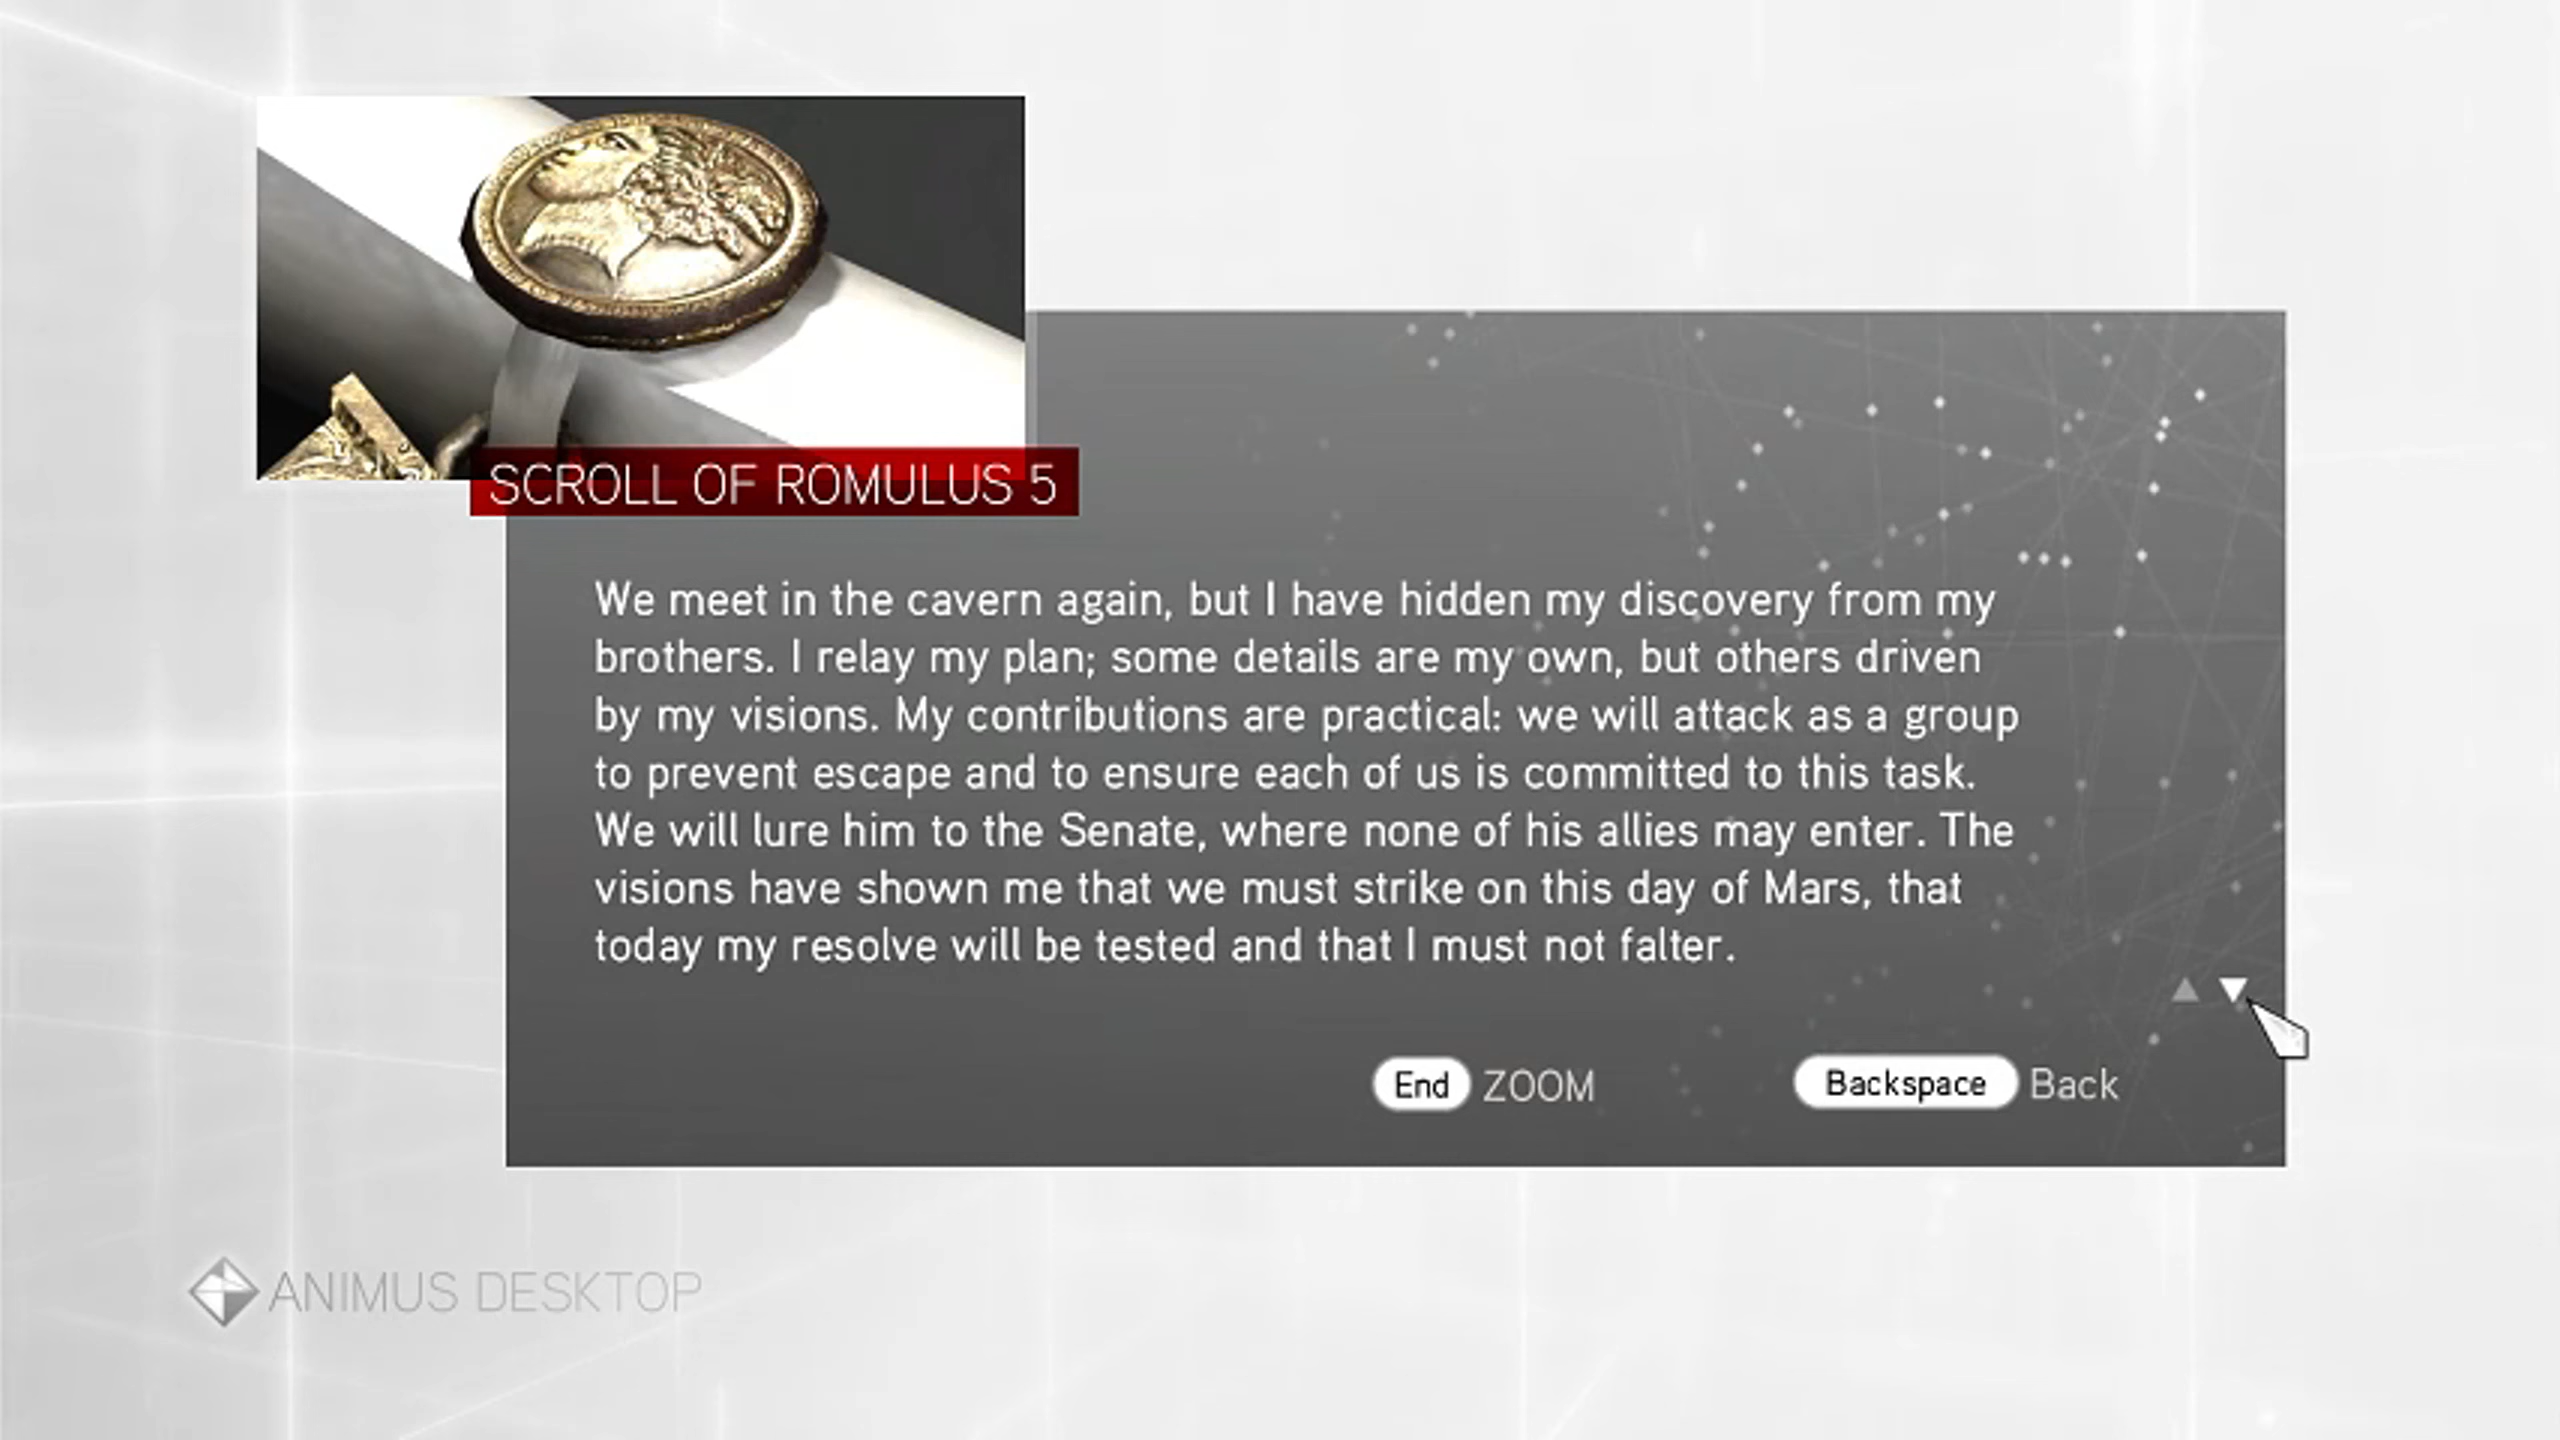 SCROLL OF ROMULUS 5
We meet in the cavern again, but I have hidden my discovery from my
brothers. I relay my plan; some details are my own, but others driven
by my visions. My contributions are practical: we will attack as a group
to prevent escape and to ensure each of us is committed to this task.
We will lure him to the Senate, where none of his allies may enter. The
visions have shown me that we must strike on this day of Mars, that
today my resolve will be tested and that I must not falter.
End ZOOM Backspace Back
ANIMUS DESKTOP